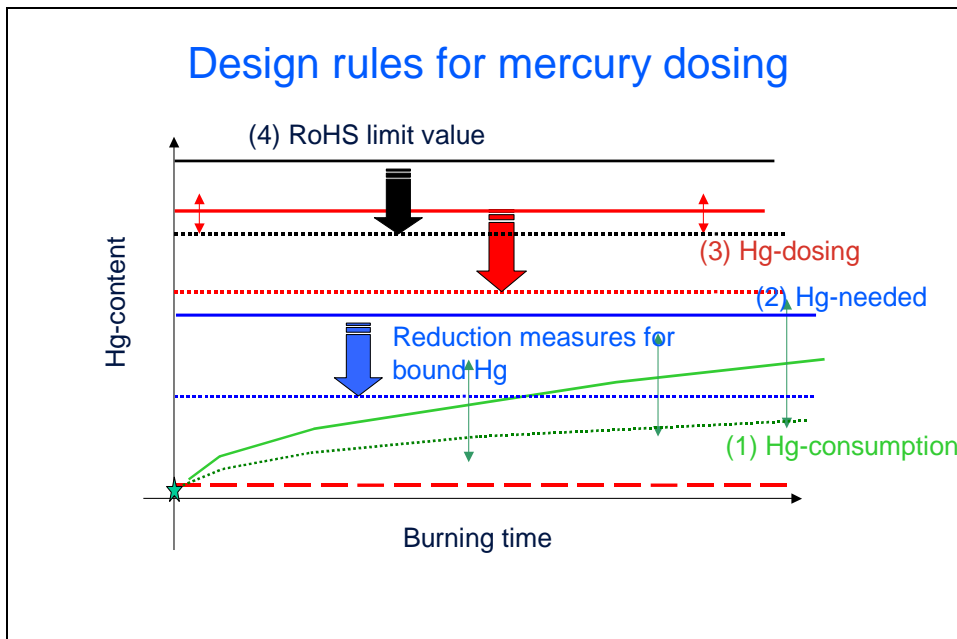 Design rules for mercury dosing
(4) RoHS limit value
Hg-content
(3) Hg-dosing
(2) Hg-needed
Reduction measures for
bound Hg
(1) Hg-consumption
Burning time